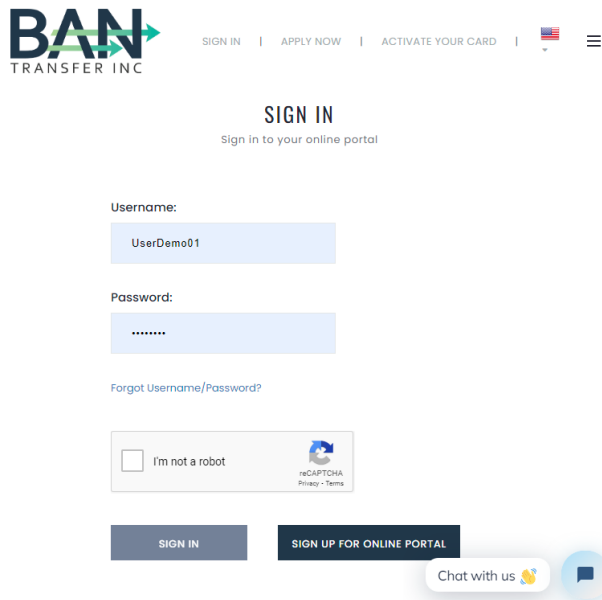 BAN
TRANSFER INC
SIGN IN | APPLY NOW | ACTIVATE YOUR CARD |
SIGN IN
Sign in to your online portal
Username:
UserDemo01
Password:
••••••••
Forgot Username/Password?
I'm not a robot
reCAPTCHA
Privacy - Terms
SIGN IN
SIGN UP FOR ONLINE PORTAL
Chat with us 👋